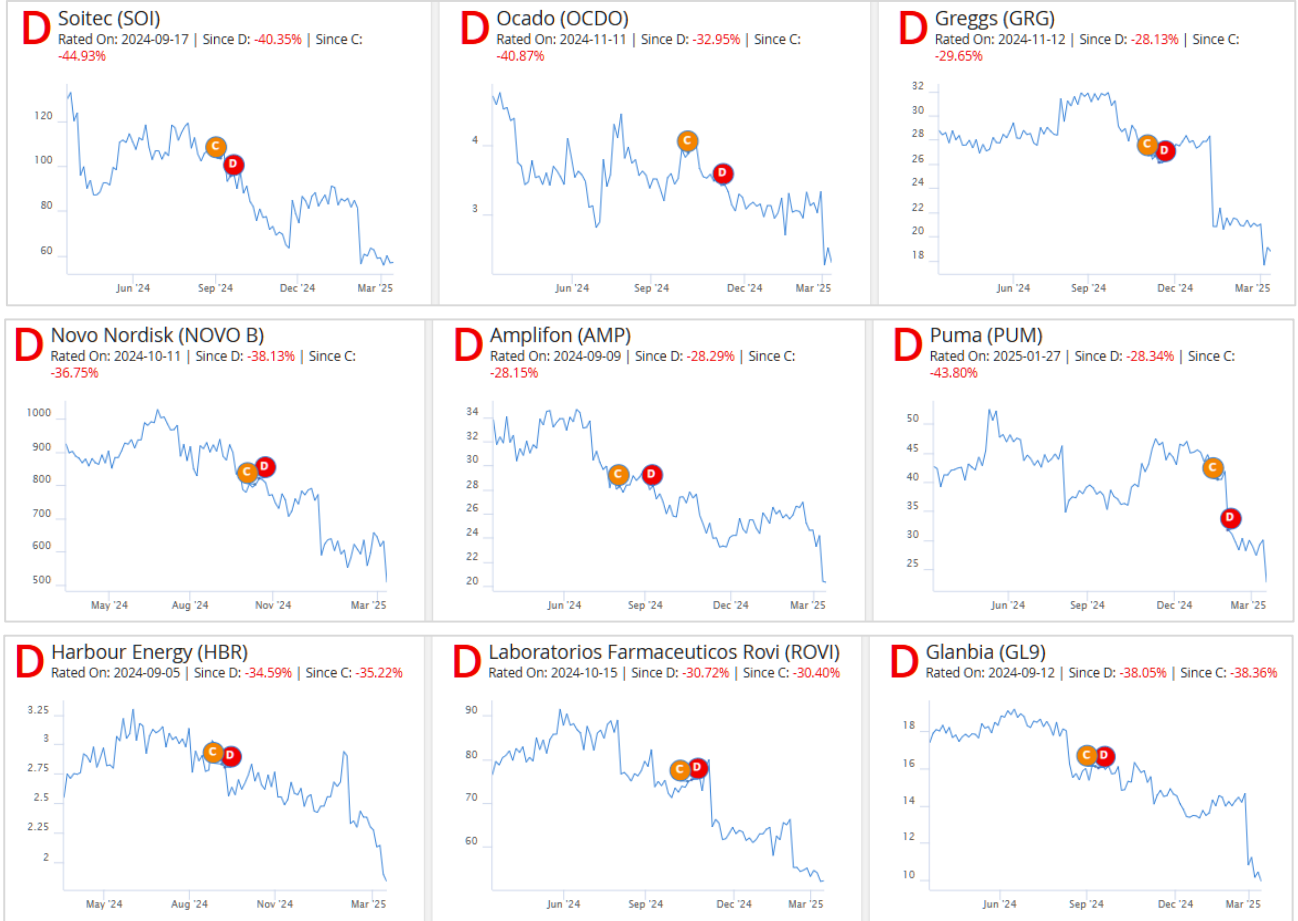 D Soitec (SOI)
Rated On: 2024-09-17 | Since D: -40.35% | Since C:
-44.93%
120
100
80
60
C
D
Jun '24 Sep '24 Dec '24 Mar '25
D Ocado (OCDO)
Rated On: 2024-11-11 | Since D: -32.95% | Since C:
-40.87%
4
3
C
D
Jun '24 Sep '24 Dec '24 Mar '25
D Greggs (GRG)
Rated On: 2024-11-12 | Since D: -28.13% | Since C:
-29.65%
32
30
28
26
24
22
20
18
C D
Jun '24 Sep '24 Dec '24 Mar '25
D Novo Nordisk (NOVO B)
Rated On: 2024-10-11 | Since D: -38.13% | Since C:
-36.75%
1000
900
800
700
600
500
C D
May '24 Aug '24 Nov '24 Mar '25
D Amplifon (AMP)
Rated On: 2024-09-09 | Since D: -28.29% | Since C:
-28.15%
34
32
30
28
26
24
22
20
C D
Jun '24 Sep '24 Dec '24 Mar '25
D Puma (PUM)
Rated On: 2025-01-27 | Since D: -28.34% | Since C:
-43.80%
50
45
40
35
30
25
C
D
Jun '24 Sep '24 Dec '24 Mar '25
D Harbour Energy (HBR)
Rated On: 2024-09-05 | Since D: -34.59% | Since C: -35.22%
3.25
3
2.75
2.5
2.25
2
C D
May '24 Aug '24 Nov '24 Mar '25
D Laboratorios Farmaceuticos Rovi (ROVI)
Rated On: 2024-10-15 | Since D: -30.72% | Since C: -30.40%
90
80
70
60
C D
Jun '24 Sep '24 Dec '24 Mar '25
D Glanbia (GL9)
Rated On: 2024-09-12 | Since D: -38.05% | Since C: -38.36%
18
16
14
12
10
C D
Jun '24 Sep '24 Dec '24 Mar '25